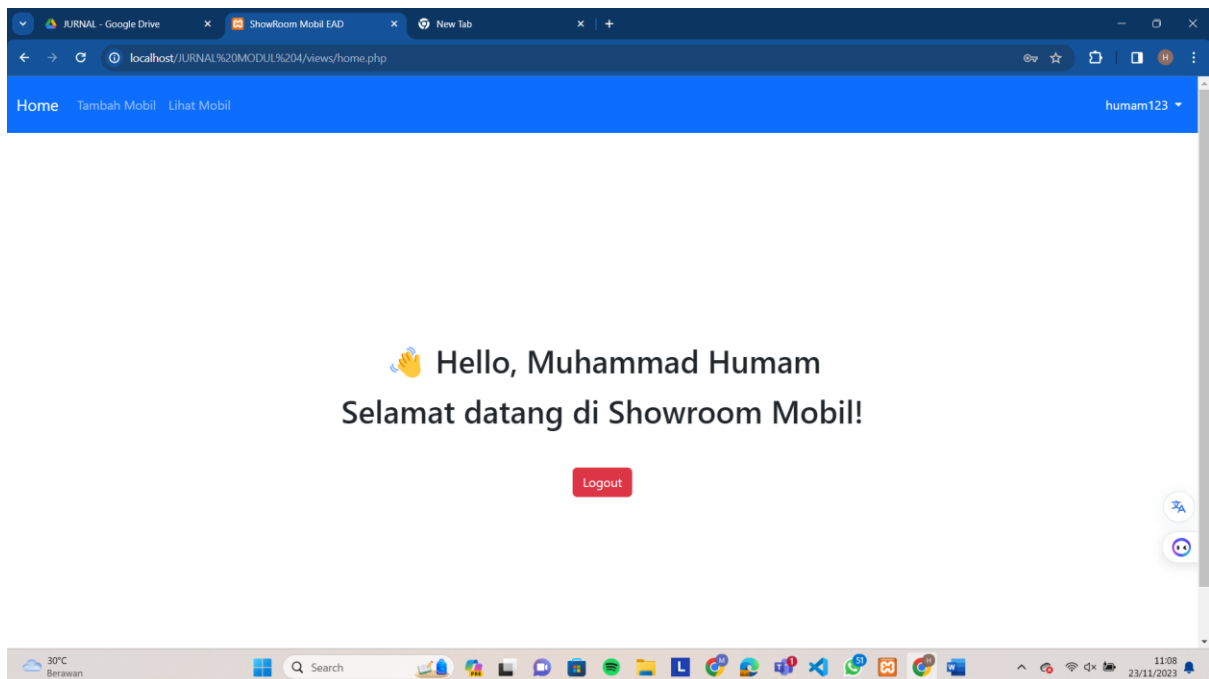 JURNAL - Google Drive
ShowRoom Mobil EAD
New Tab
localhost/JURNAL%20MODUL%204/views/home.php
H
Home Tambah Mobil Lihat Mobil humam123
👋 Hello, Muhammad Humam
Selamat datang di Showroom Mobil!
Logout
30°C
Berawan
Search
11:08
23/11/2023